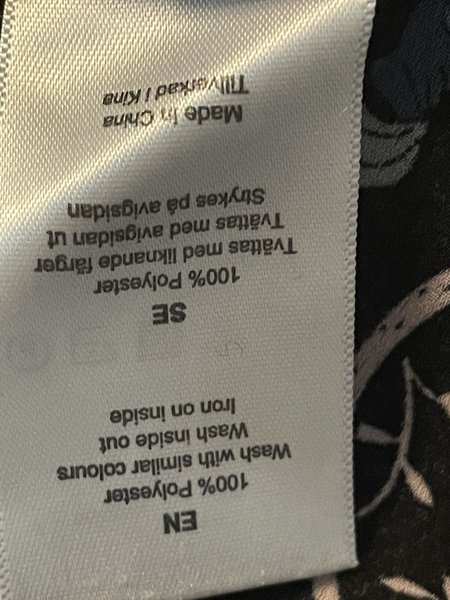 EN
100% Polyester
Wash with similar colours
Wash inside out
Iron on inside
SE
100% Polyester
Tvättas med liknande färger
Tvättas med avigsidan ut
Strykes på avigsidan
Made In China
Tillverkad I Kina